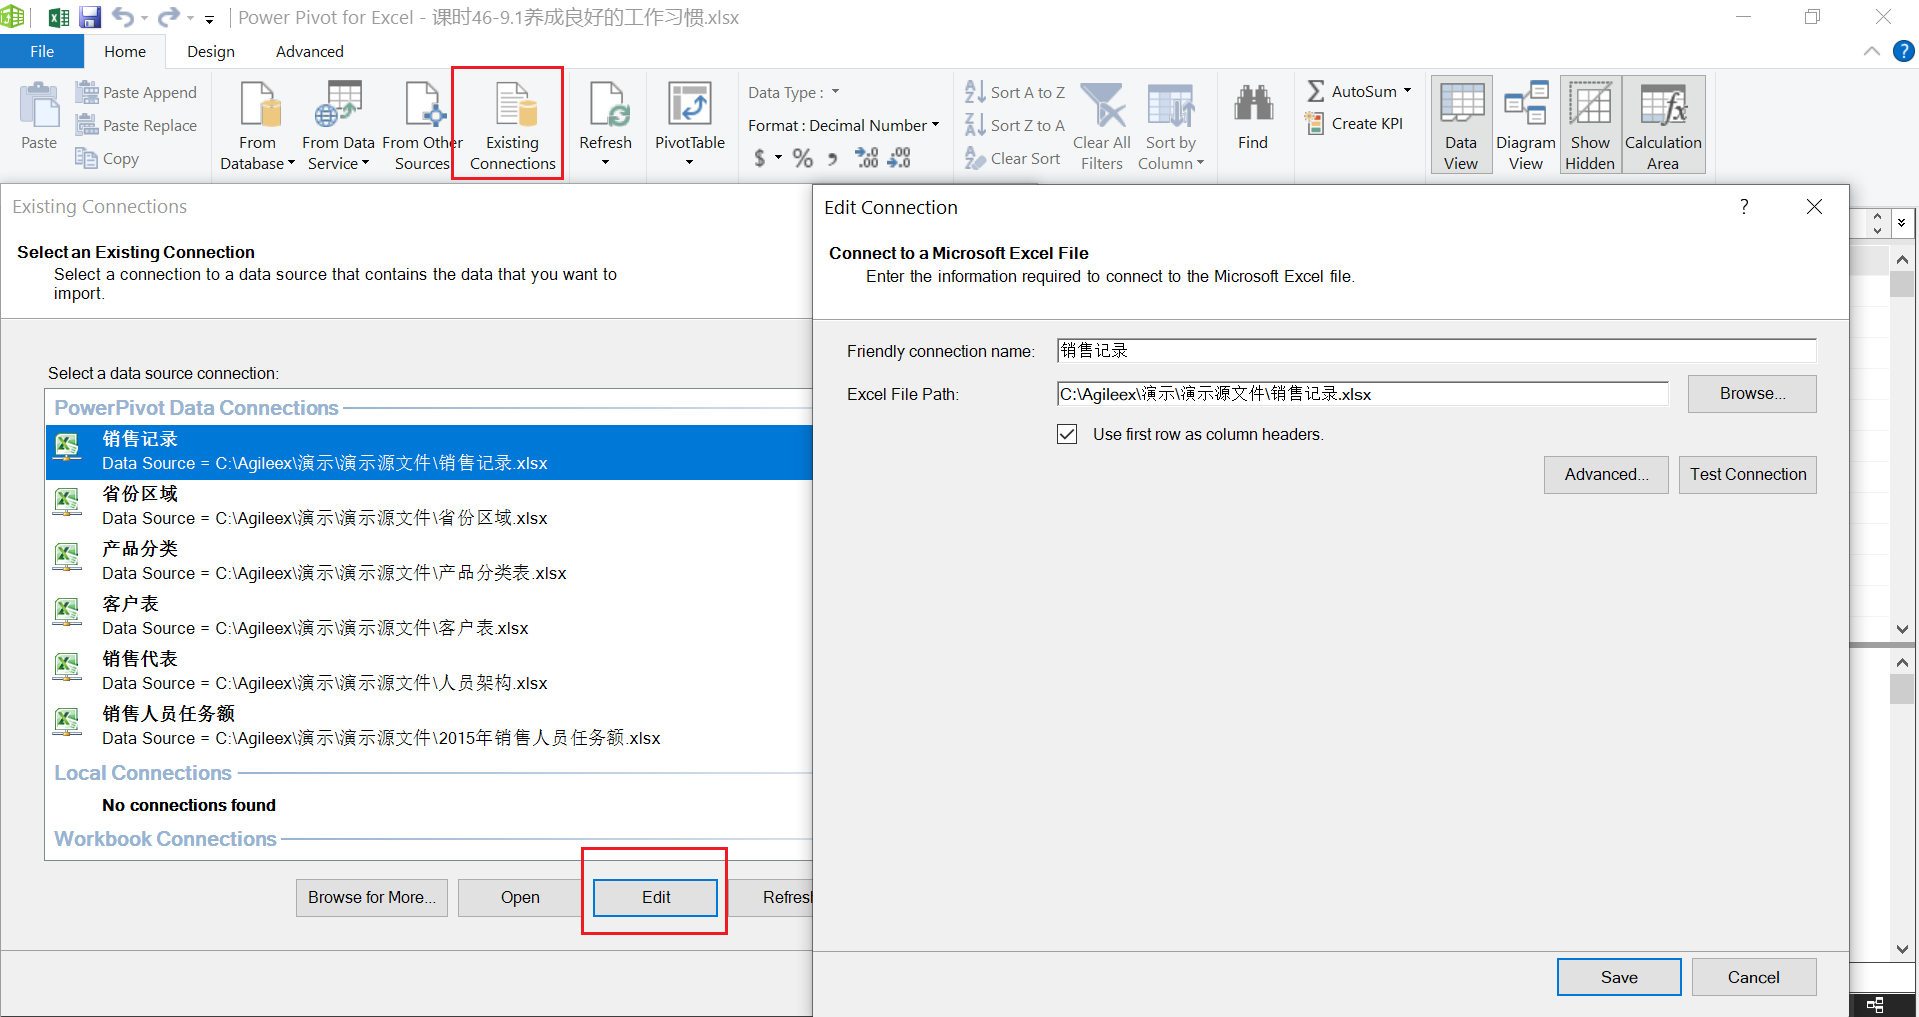 Power Pivot for Excel - 课时46-9.1养成良好的工作习惯.xlsx
File Home Design Advanced
Paste
Paste Append
Paste Replace
Copy
From Database
From Data Service
From Other Sources
Existing Connections
Refresh
PivotTable
Data Type :
Format : Decimal Number
$ % , .00 .00
Sort A to Z
Sort Z to A
Clear Sort
Clear All Filters
Sort by Column
Find
AutoSum
Create KPI
Data View
Diagram View
Show Hidden
Calculation Area
Existing Connections
Select an Existing Connection
Select a connection to a data source that contains the data that you want to
import.
Select a data source connection:
PowerPivot Data Connections
销售记录
Data Source = C:\Agileex\演示\演示源文件\销售记录.xlsx
省份区域
Data Source = C:\Agileex\演示\演示源文件\省份区域.xlsx
产品分类
Data Source = C:\Agileex\演示\演示源文件\产品分类表.xlsx
客户表
Data Source = C:\Agileex\演示\演示源文件\客户表.xlsx
销售代表
Data Source = C:\Agileex\演示\演示源文件\人员架构.xlsx
销售人员任务额
Data Source = C:\Agileex\演示\演示源文件\2015年销售人员任务额.xlsx
Local Connections
No connections found
Workbook Connections
Browse for More... Open Edit Refresh
Edit Connection ?
Connect to a Microsoft Excel File
Enter the information required to connect to the Microsoft Excel file.
Friendly connection name: 销售记录
Excel File Path: C:\Agileex\演示\演示源文件\销售记录.xlsx Browse...
Use first row as column headers.
Advanced... Test Connection
Save Cancel